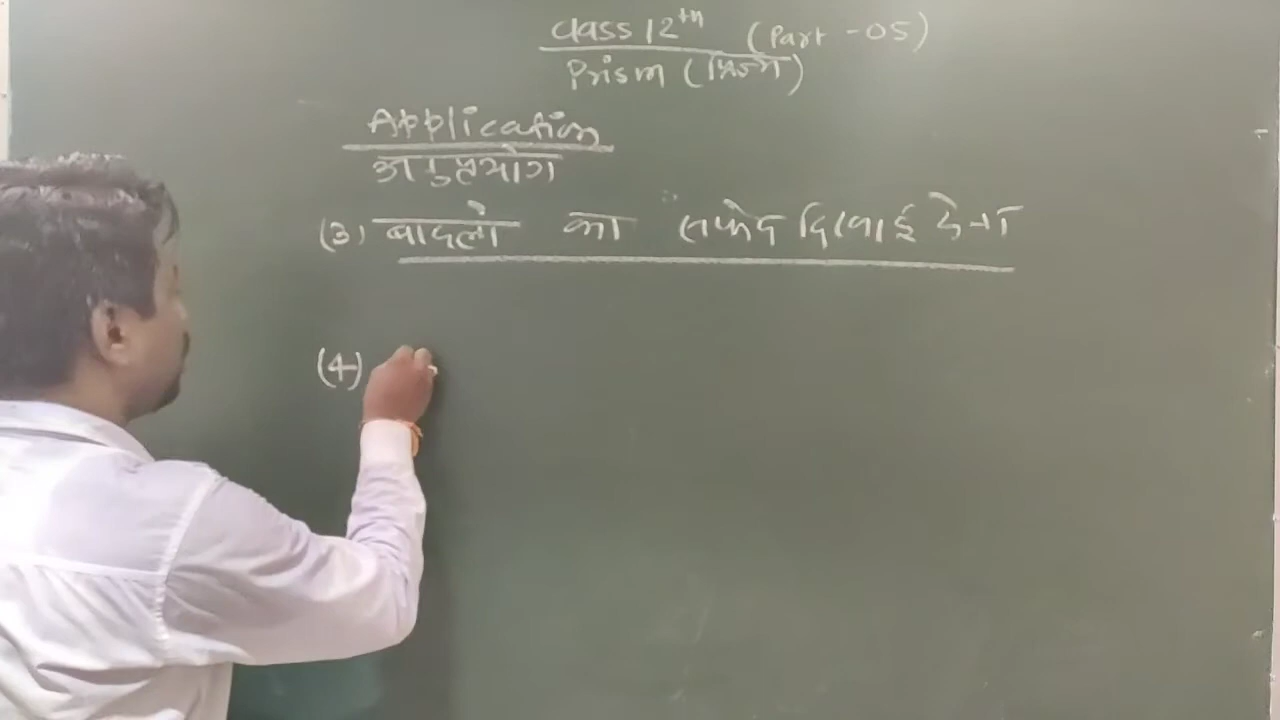 class 12th (Part - 05)
Prism (प्रिज्म)
Application
अनुप्रयोग
(3) बादलो का सफेद दिखाई देना
(4)